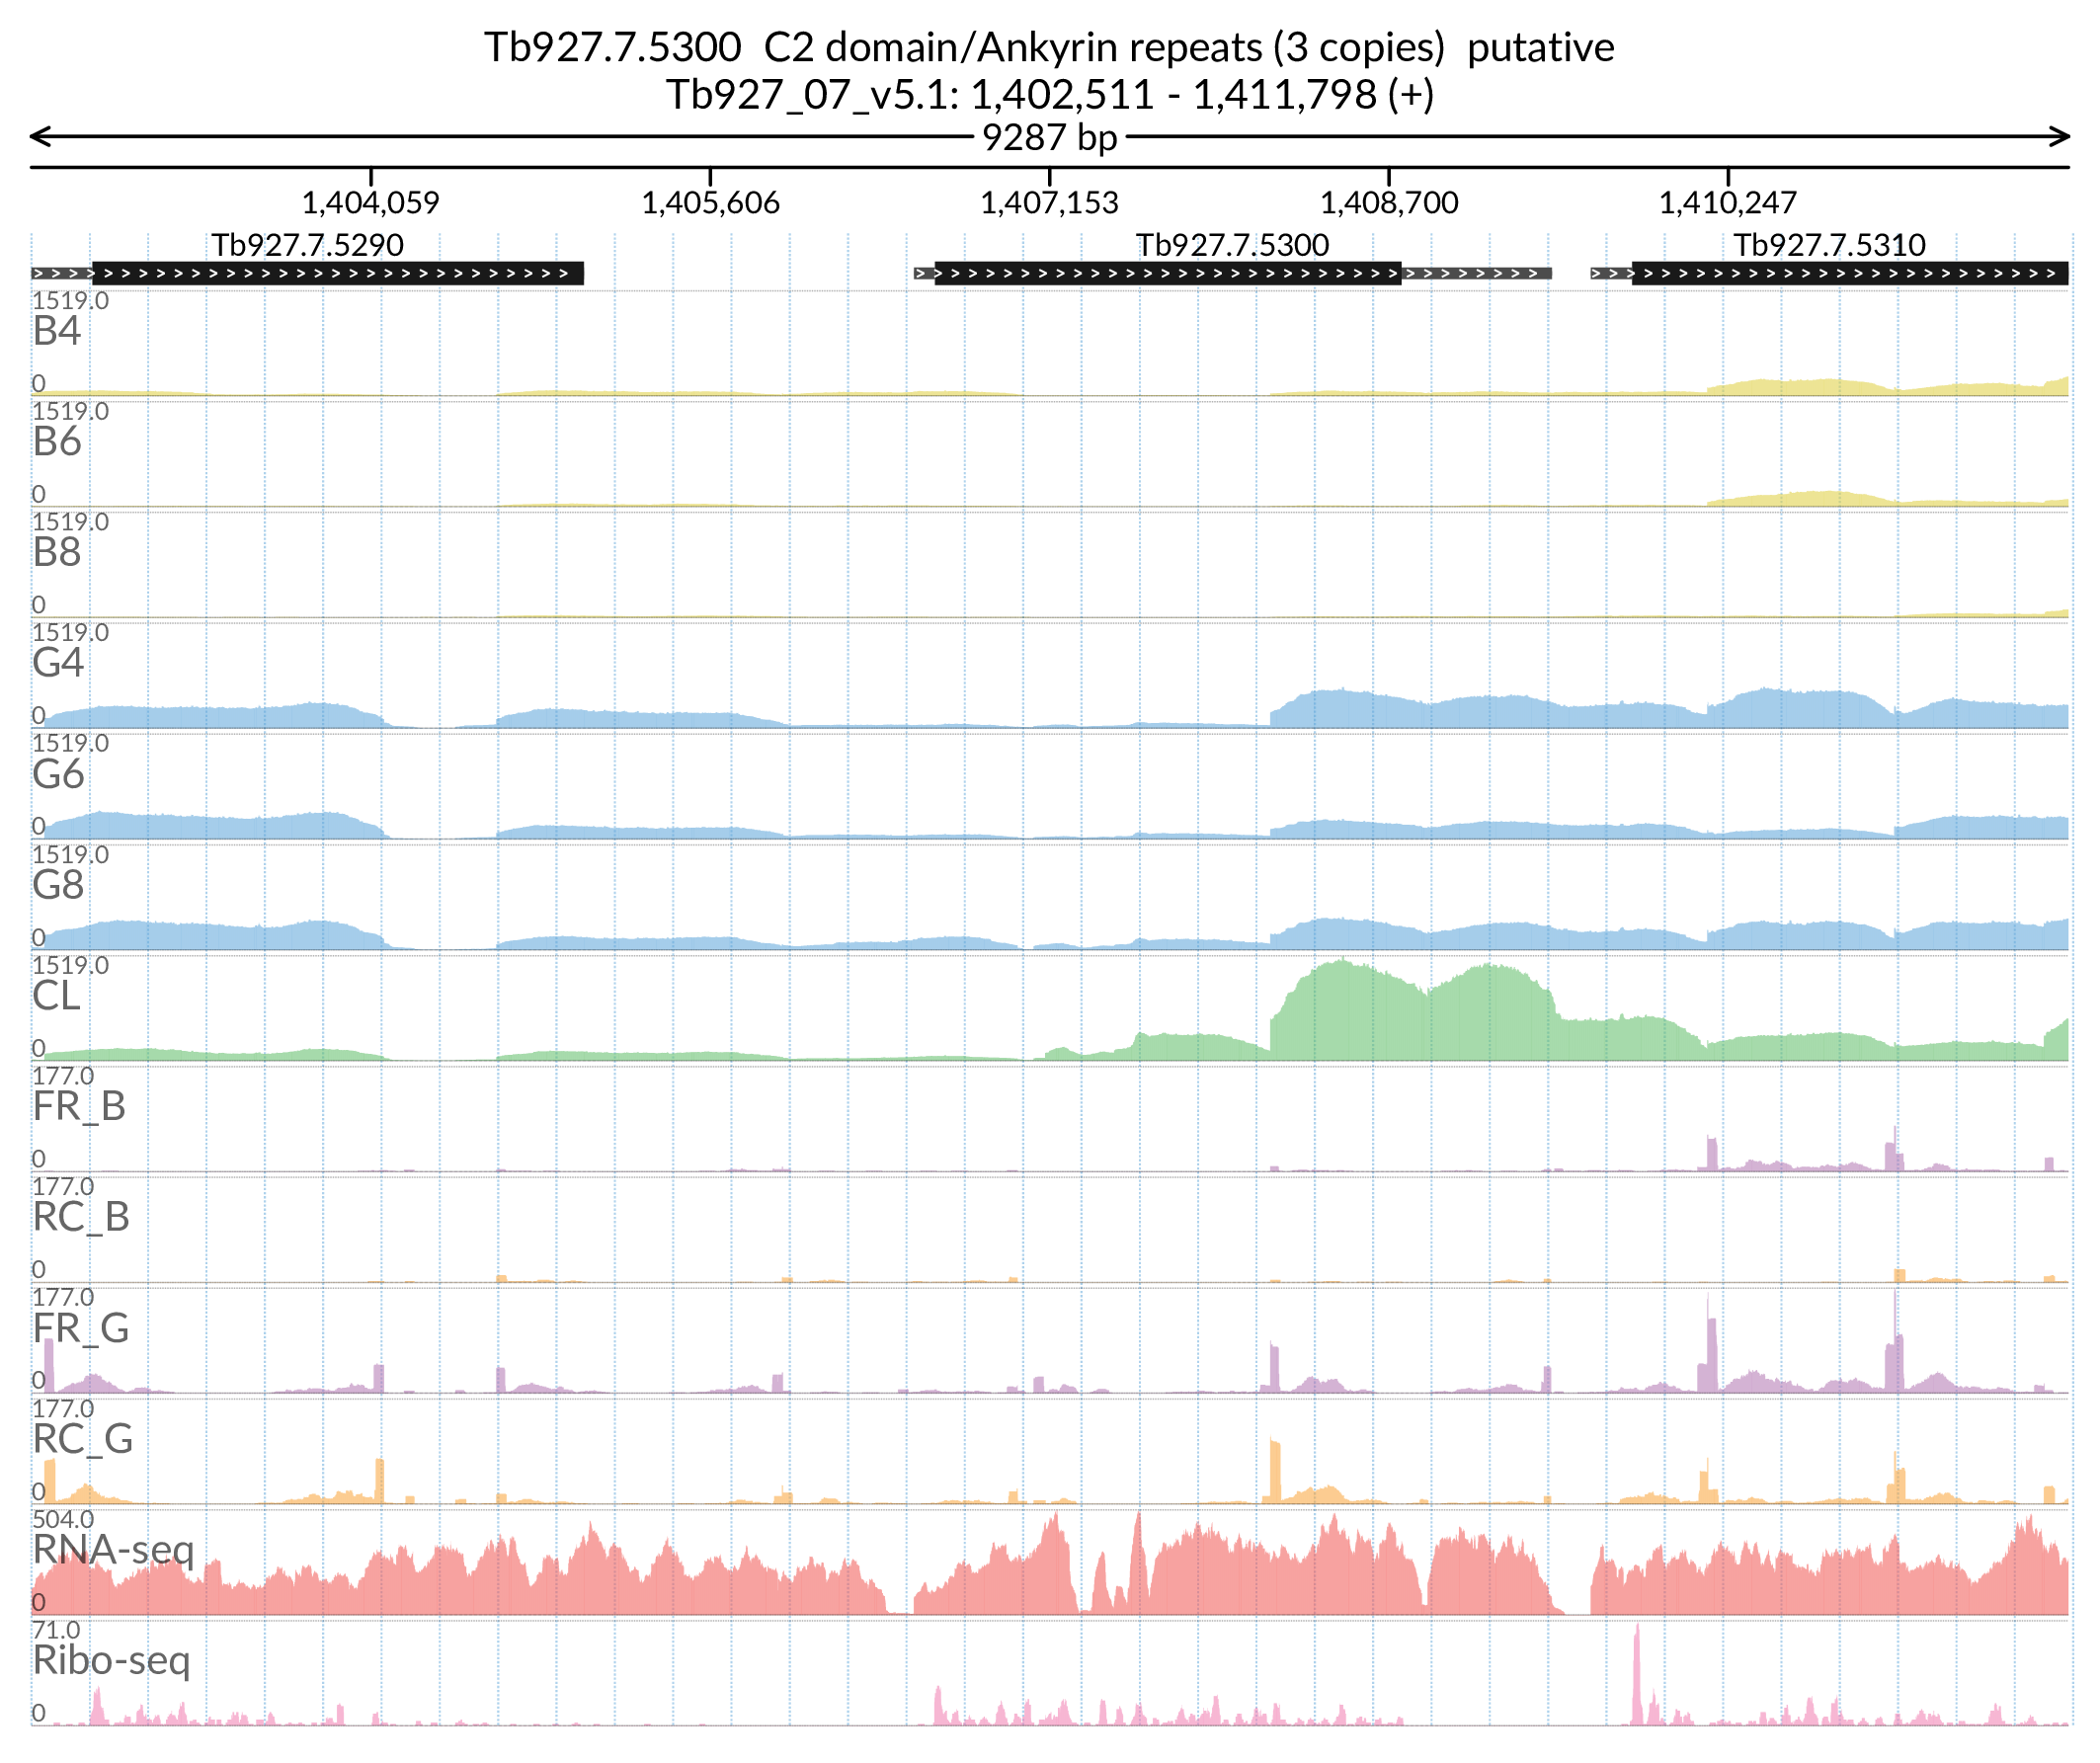 Tb927.7.5300 C2 domain/Ankyrin repeats (3 copies) putative
Tb927_07_v5.1: 1,402,511 - 1,411,798 (+)
9287 bp
1,404,059 1,405,606 1,407,153 1,408,700 1,410,247
Tb927.7.5290 Tb927.7.5300 Tb927.7.5310
1519.0
B4
0
1519.0
B6
0
1519.0
B8
0
1519.0
G4
0
1519.0
G6
0
1519.0
G8
0
1519.0
CL
0
177.0
FR_B
0
177.0
RC_B
0
177.0
FR_G
0
177.0
RC_G
0
504.0
RNA-seq
0
71.0
Ribo-seq
0